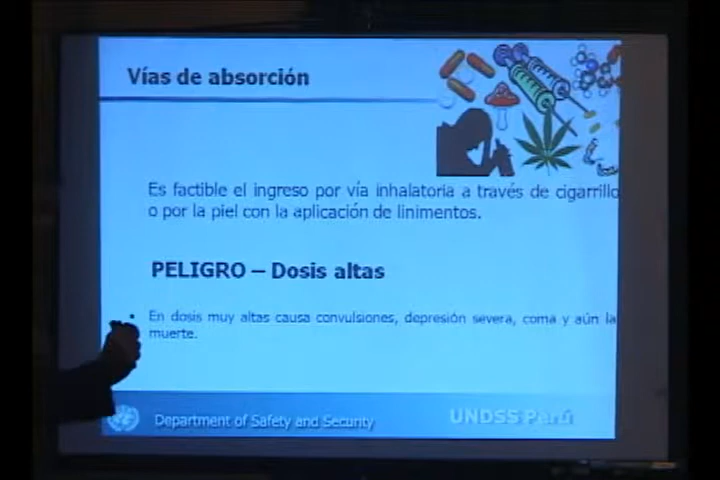 Vías de absorción
Es factible el ingreso por vía inhalatoria a través de cigarrillo
o por la piel con la aplicación de linimentos.
PELIGRO – Dosis altas
• En dosis muy altas causa convulsiones, depresión severa, coma y aún la
muerte.
Department of Safety and Security
UNDSS Perú